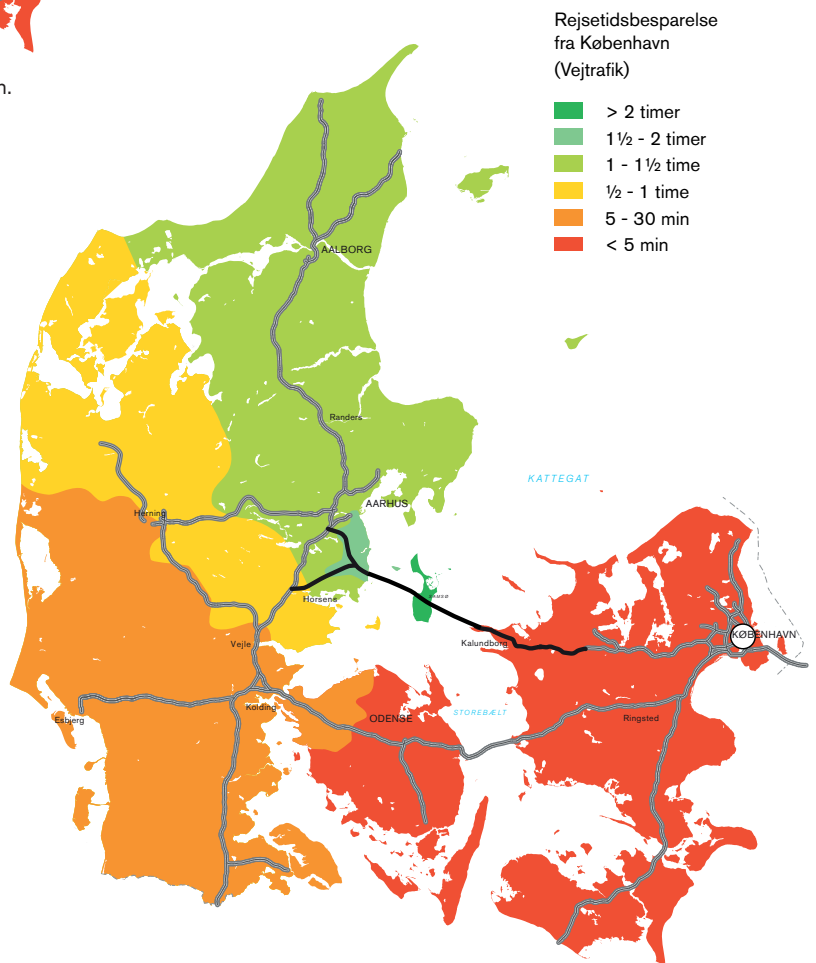 n.
Rejsetidsbesparelse
fra København
(Vejtrafik)
> 2 timer
1½ - 2 timer
1 - 1½ time
½ - 1 time
5 - 30 min
< 5 min
AALBORG
Randers
KATTEGAT
AARHUS
Herning
SAMSØ
Horsens
KØBENHAVN
Kalundborg
Vejle
Kolding
STOREBÆLT
ODENSE
Ringsted
Esbjerg